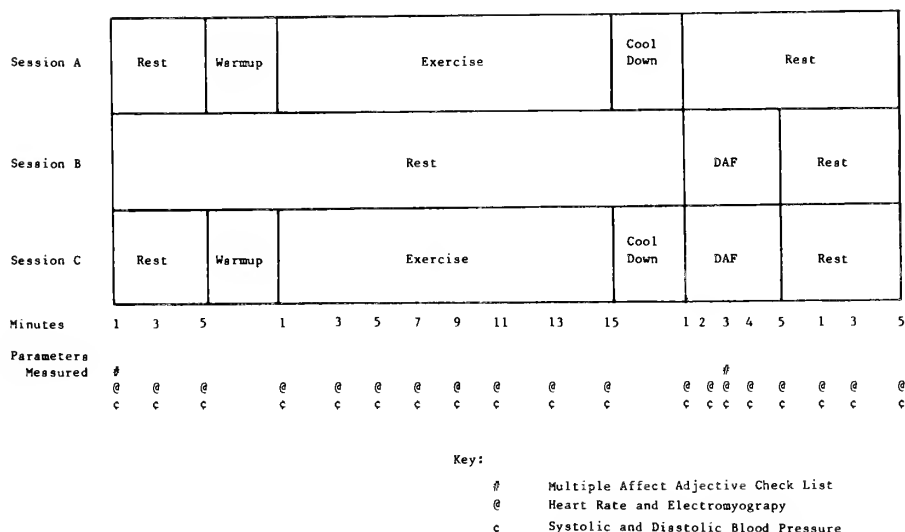 Cool
Session A Rest Warmup Exercise Down Rest
Session B Rest DAF Rest
Cool
Session C Rest Warmup Exercise Down DAF Rest
Minutes 1 3 5 1 3 5 7 9 11 13 15 1 2 3 4 5 1 3 5
Parameters
Measured # #
@ @ @ @ @ @ @ @ @ @ @ @ @ @ @ @ @ @ @
¢ ¢ ¢ ¢ ¢ ¢ ¢ ¢ ¢ ¢ ¢ ¢ ¢ ¢ ¢ ¢ ¢ ¢ ¢
Key:
# Multiple Affect Adjective Check List
@ Heart Rate and Electromyograpy
¢ Systolic and Diastolic Blood Pressure